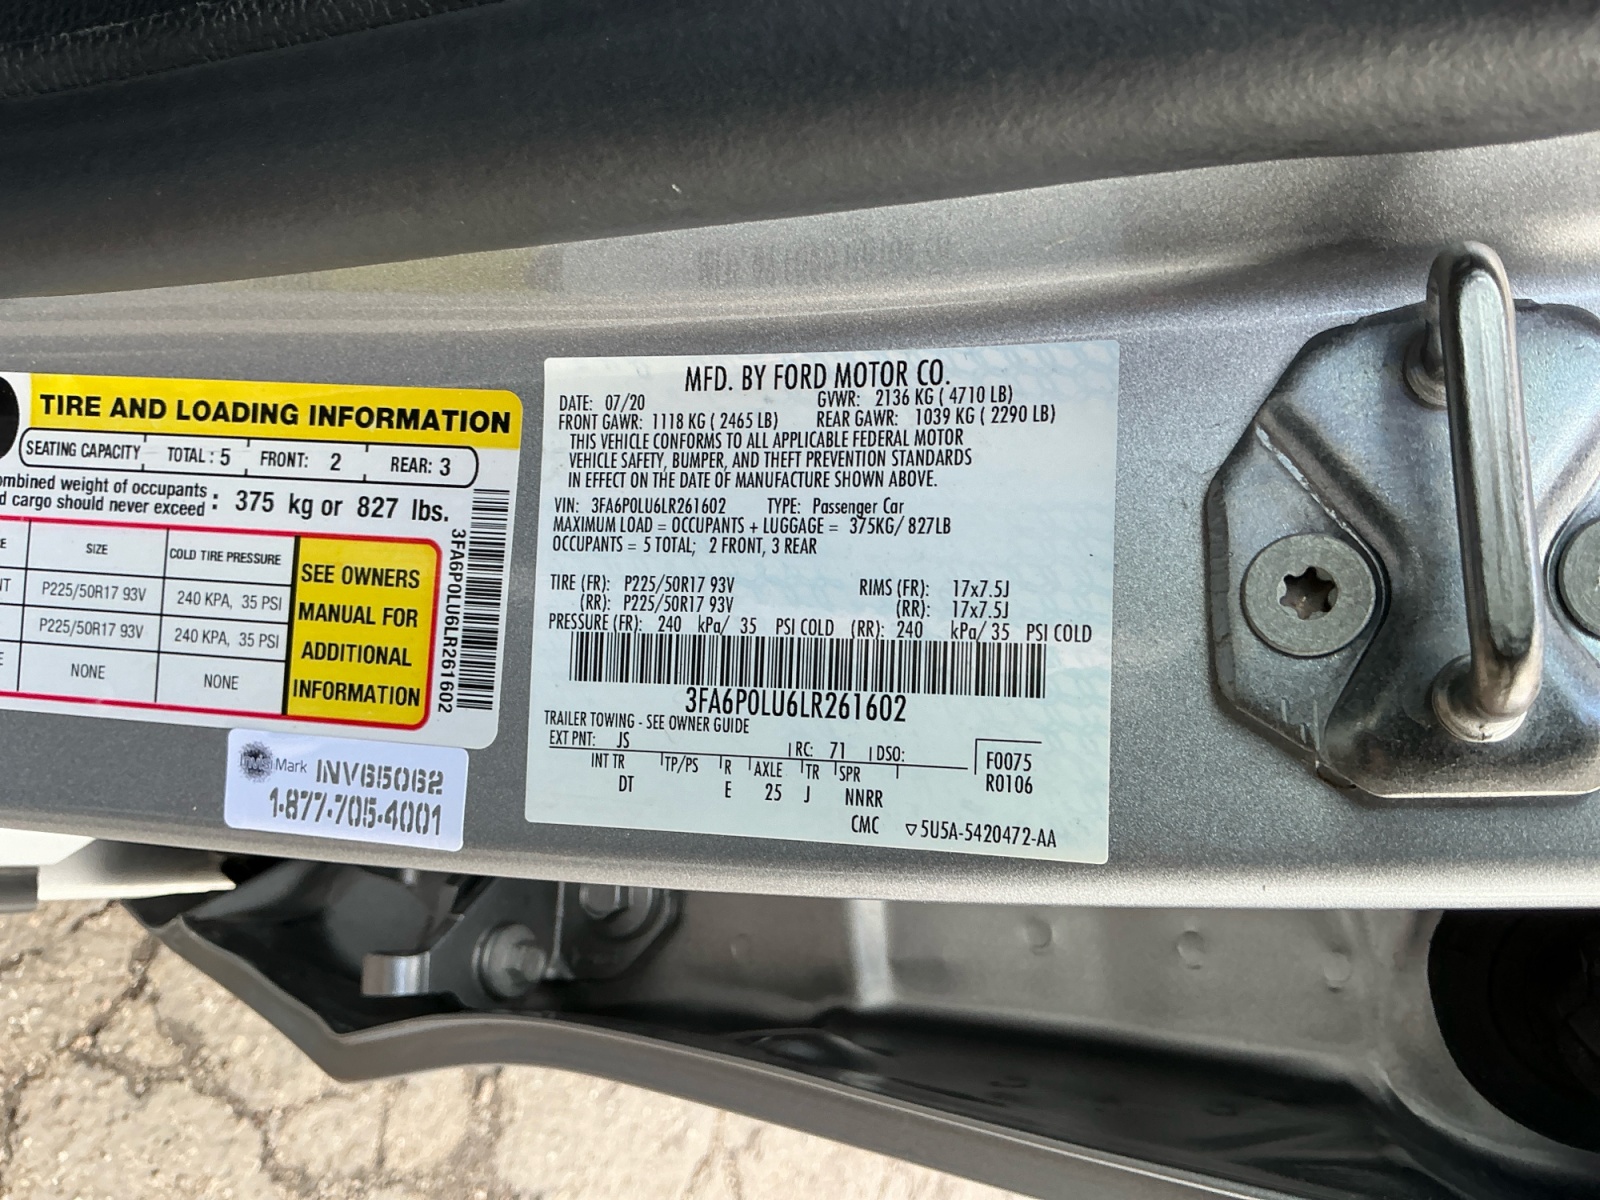 TIRE AND LOADING INFORMATION
SEATING CAPACITY TOTAL: 5 FRONT: 2 REAR: 3
of occupants
cargo should never exceed : 375 kg or 827 lbs.
SIZE COLD TIRE PRESSURE
P225/50R17 93V 240 KPA, 35 PSI
P225/50R17 93V 240 KPA, 35 PSI
NONE NONE
SEE OWNERS
MANUAL FOR
ADDITIONAL
INFORMATION
3FA6P0LU6LR261602
Mark INV65062
1-877-705-4001
MFD. BY FORD MOTOR CO.
DATE: 07/20 GVWR: 2136 KG ( 4710 LB)
FRONT GAWR: 1118 KG ( 2465 LB) REAR GAWR: 1039 KG ( 2290 LB)
THIS VEHICLE CONFORMS TO ALL APPLICABLE FEDERAL MOTOR
VEHICLE SAFETY, BUMPER, AND THEFT PREVENTION STANDARDS
IN EFFECT ON THE DATE OF MANUFACTURE SHOWN ABOVE.
VIN: 3FA6P0LU6LR261602 TYPE: Passenger Car
MAXIMUM LOAD = OCCUPANTS + LUGGAGE = 375KG/ 827LB
OCCUPANTS = 5 TOTAL; 2 FRONT, 3 REAR
TIRE (FR): P225/50R17 93V RIMS (FR): 17x7.5J
(RR): P225/50R17 93V (RR): 17x7.5J
PRESSURE (FR): 240 kPa/ 35 PSI COLD (RR): 240 kPa/ 35 PSI COLD
3FA6P0LU6LR261602
TRAILER TOWING - SEE OWNER GUIDE
EXT PNT: JS RC: 71 DSO: F0075
INT TR TP/PS R AXLE TR SPR R0106
DT E 25 J NNRR
CMC ▽5U5A-5420472-AA